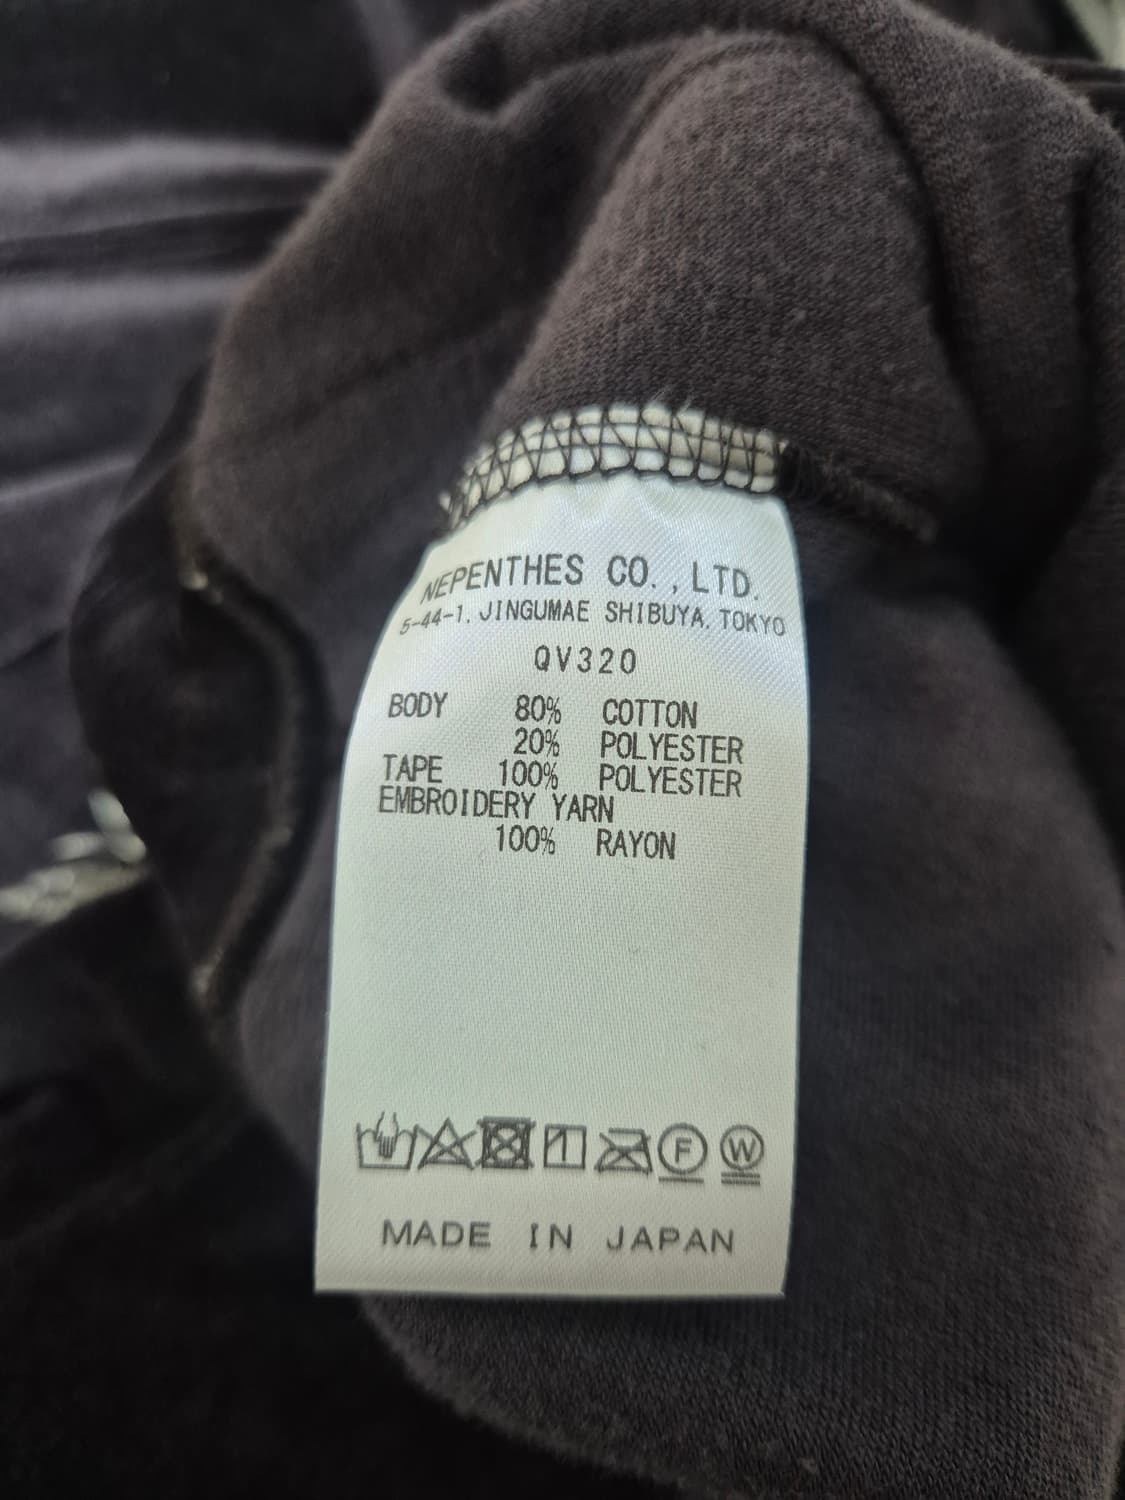 NEPENTHES CO.,LTD.
5-44-1, JINGUMAE SHIBUYA, TOKYO
QV320
BODY 80% COTTON
20% POLYESTER
TAPE 100% POLYESTER
EMBROIDERY YARN
100% RAYON
F W
MADE IN JAPAN